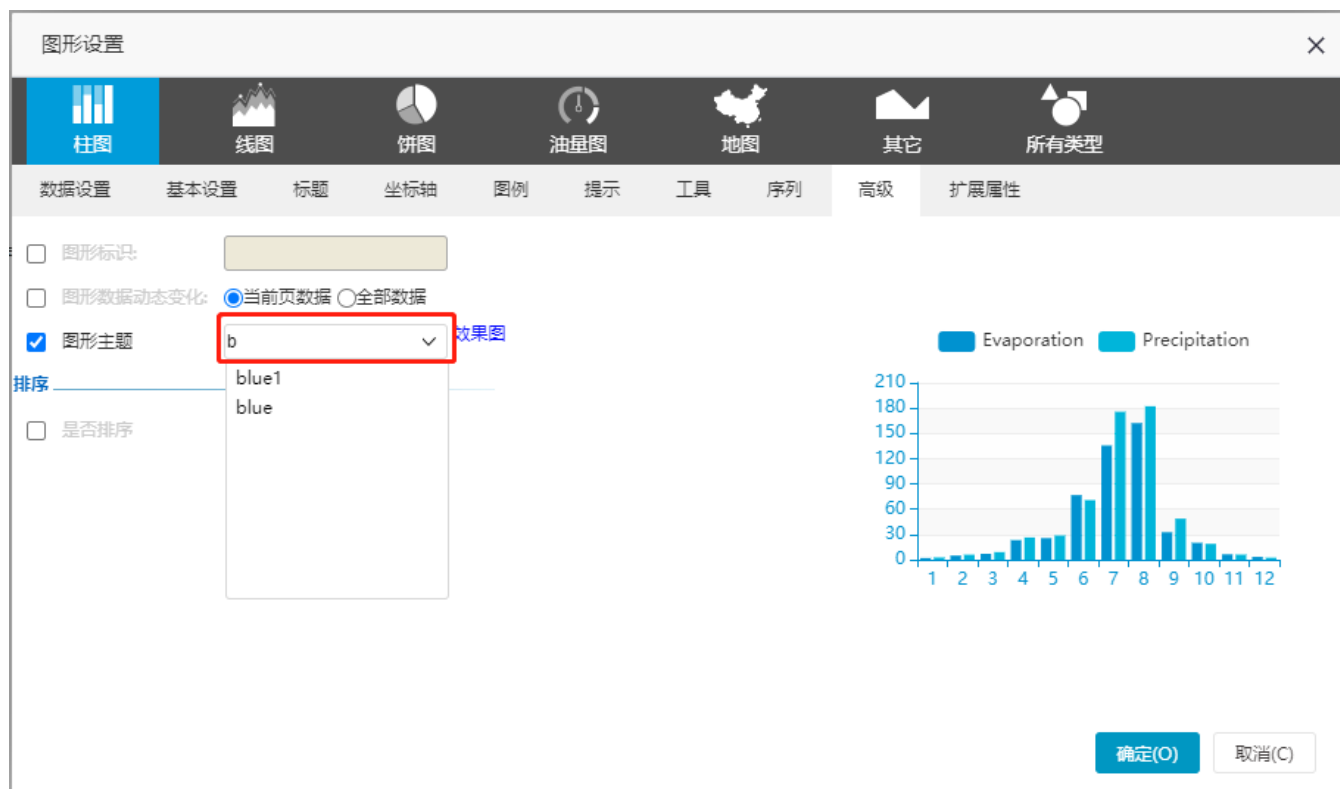 图形设置
柱图 线图 饼图 油量图 地图 其它 所有类型
数据设置 基本设置 标题 坐标轴 图例 提示 工具 序列 高级 扩展属性
图形标识:
图形数据动态变化: 当前页数据 全部数据
图形主题 b 效果图
blue1
blue
排序
是否排序
Evaporation Precipitation
210
180
150
120
90
60
30
0
1 2 3 4 5 6 7 8 9 10 11 12
确定(O) 取消(C)